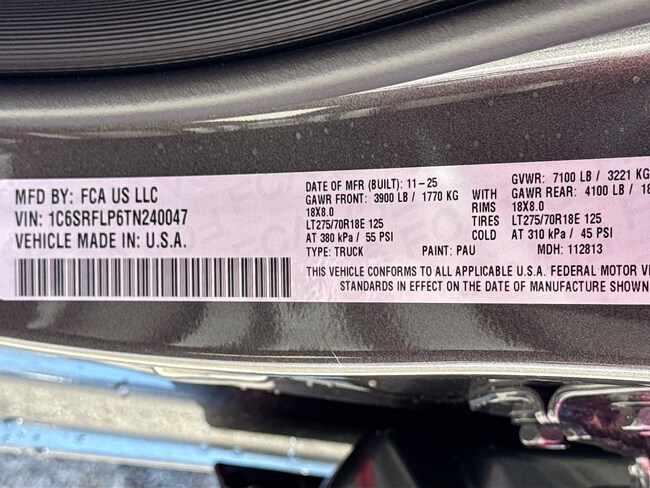 MFD BY: FCA US LLC
VIN: 1C6SRFLP6TN240047
VEHICLE MADE IN: U.S.A.
DATE OF MFR (BUILT): 11-25 GVWR: 7100 LB / 3221 KG
GAWR FRONT: 3900 LB / 1770 KG WITH GAWR REAR: 4100 LB / 18
18X8.0 RIMS 18X8.0
LT275/70R18E 125 TIRES LT275/70R18E 125
AT 380 kPa / 55 PSI COLD AT 310 kPa / 45 PSI
TYPE: TRUCK PAINT: PAU MDH: 112813
THIS VEHICLE CONFORMS TO ALL APPLICABLE U.S.A. FEDERAL MOTOR VE
STANDARDS IN EFFECT ON THE DATE OF MANUFACTURE SHOWN